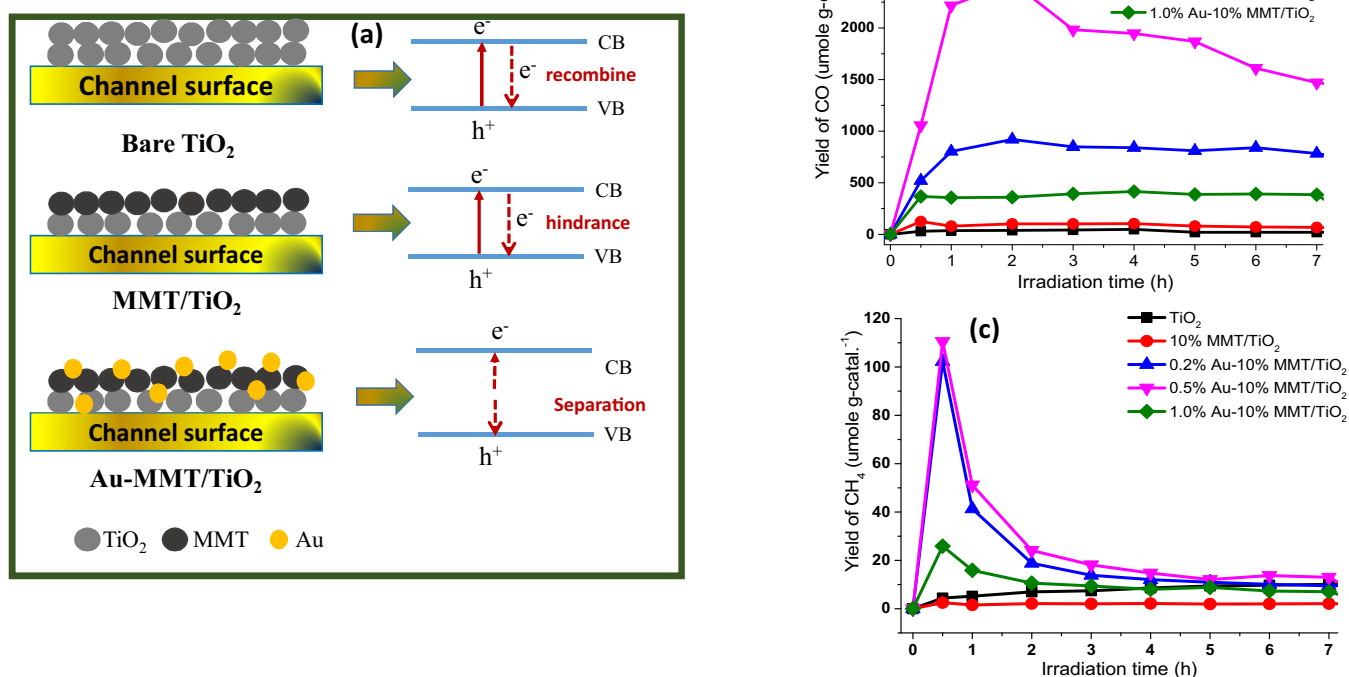 (a)
e-
CB
e-
recombine
VB
h+
Channel surface
Bare TiO2
e-
CB
e-
hindrance
VB
h+
Channel surface
MMT/TiO2
e-
CB
Separation
VB
h+
Channel surface
Au-MMT/TiO2
TiO2
MMT
Au
1.0% Au-10% MMT/TiO2
Yield of CO (umole g-c
2500
2000
1500
1000
500
0
0 1 2 3 4 5 6 7
Irradiation time (h)
(c)
TiO2
10% MMT/TiO2
0.2% Au-10% MMT/TiO2
0.5% Au-10% MMT/TiO2
1.0% Au-10% MMT/TiO2
Yield of CH4 (umole g-catal.-1)
120
100
80
60
40
20
0
0 1 2 3 4 5 6 7
Irradiation time (h)